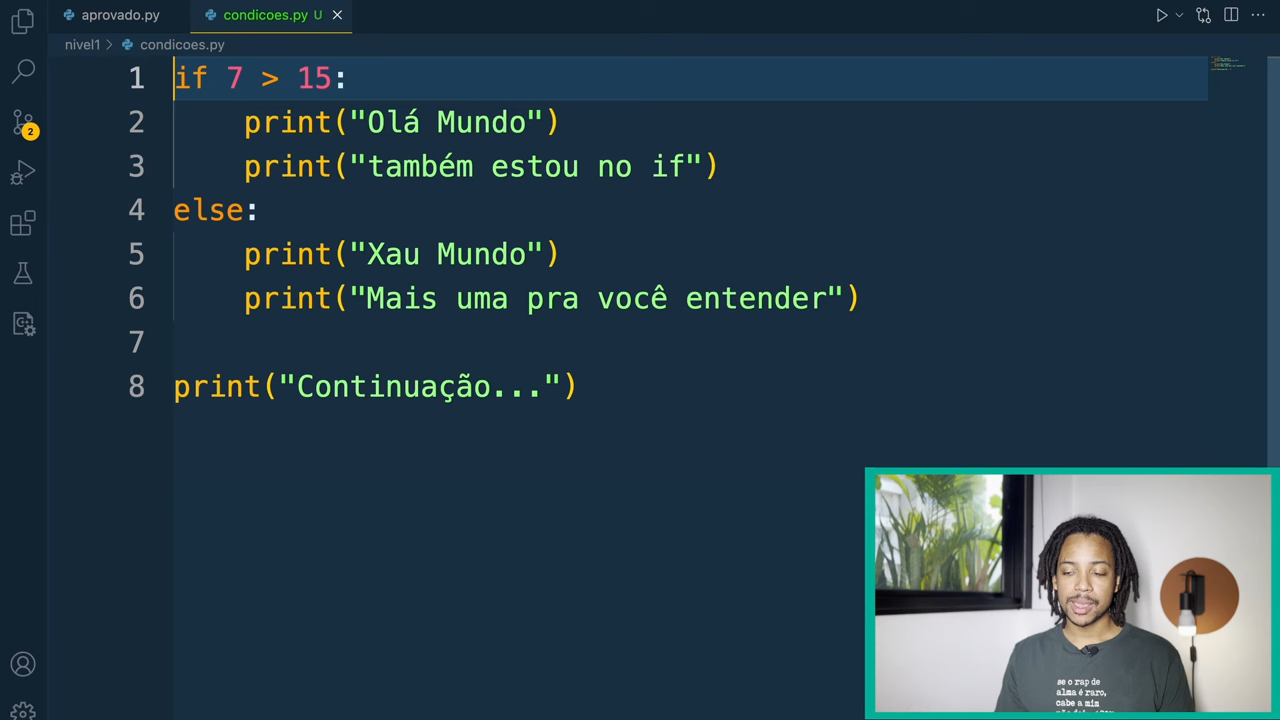 aprovado.py
condicoes.py U
nivel1 > condicoes.py
2
1 if 7 > 15:
2 print("Olá Mundo")
3 print("também estou no if")
4 else:
5 print("Xau Mundo")
6 print("Mais uma pra você entender")
7
8 print("Continuação...")
se o rap de
alma é raro,
cabe a mim